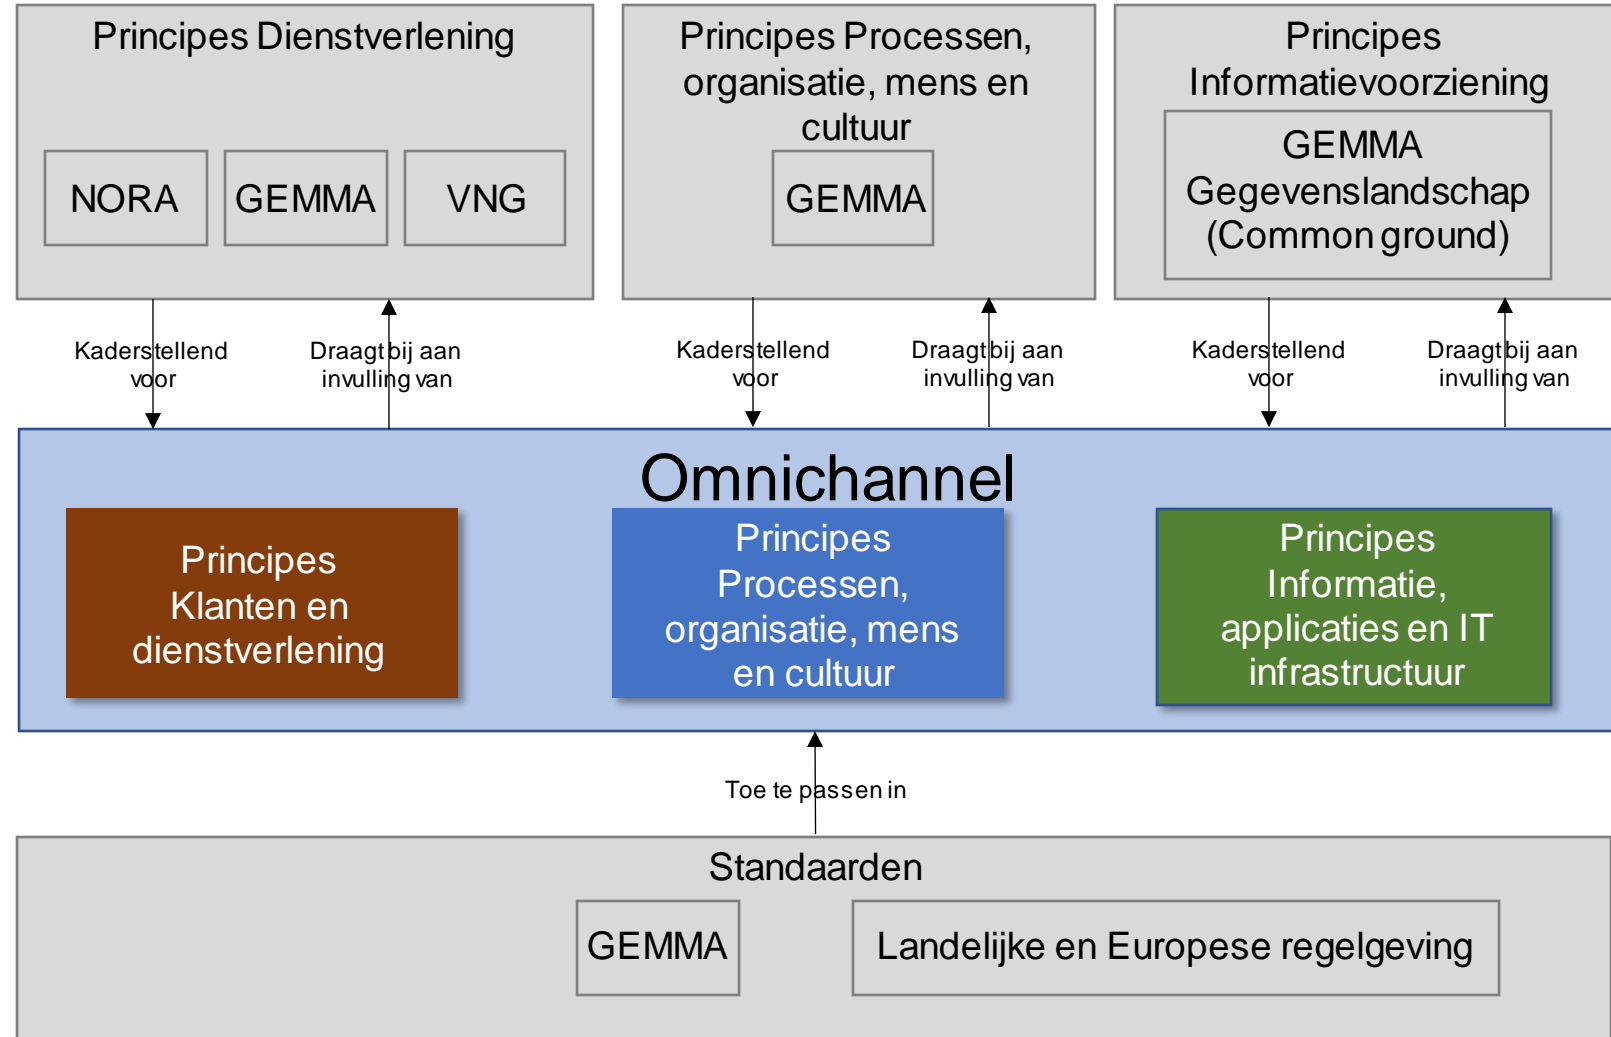 Principes Dienstverlening
NORA
GEMMA
VNG
Principes Processen,
organisatie, mens en
cultuur
GEMMA
Principes
Informatievoorziening
GEMMA
Gegevenslandschap
(Common ground)
Kaderstellend
voor
Draagt bij aan
invulling van
Kaderstellend
voor
Draagt bij aan
invulling van
Kaderstellend
voor
Draagt bij aan
invulling van
Omnichannel
Principes
Klanten en
dienstverlening
Principes
Processen,
organisatie, mens
en cultuur
Principes
Informatie,
applicaties en IT
infrastructuur
Toe te passen in
Standaarden
GEMMA
Landelijke en Europese regelgeving